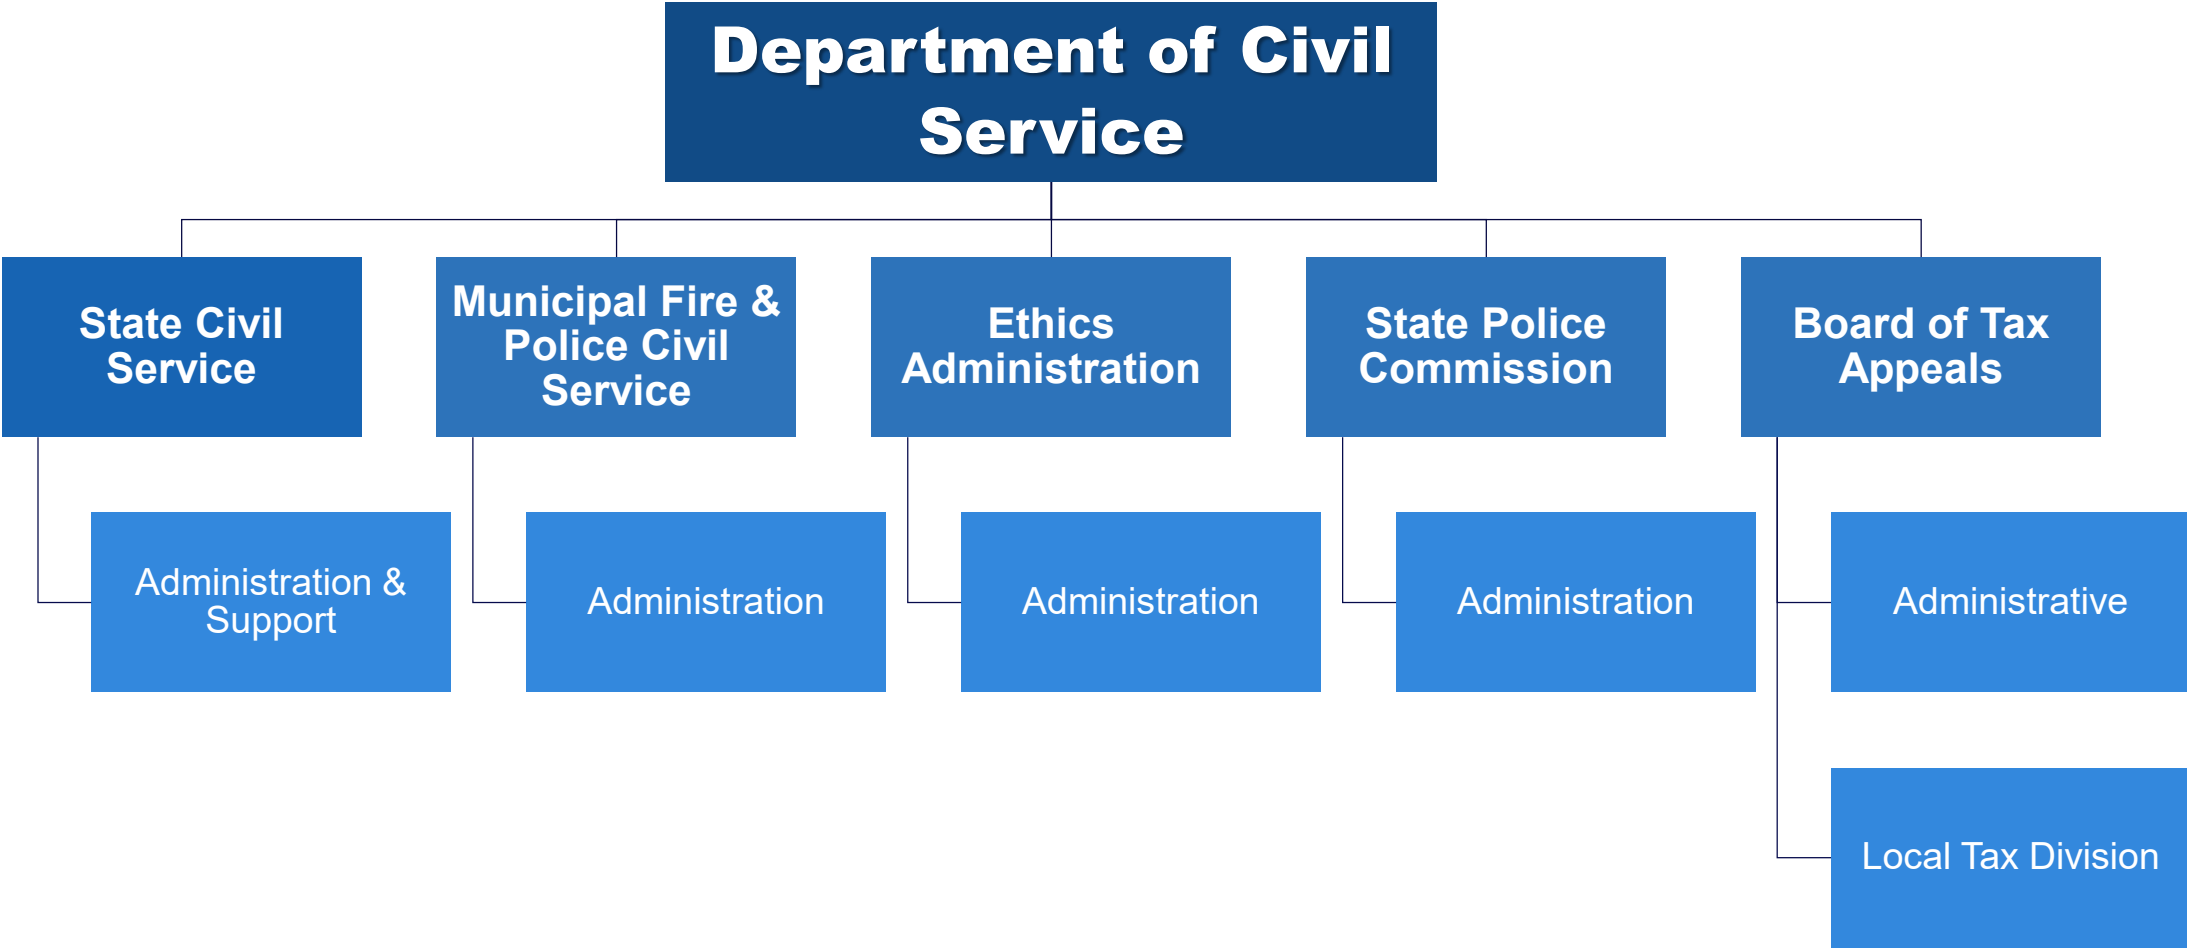 Department of Civil
Service
State Civil
Service
Municipal Fire &
Police Civil
Service
Ethics
Administration
State Police
Commission
Board of Tax
Appeals
Administration &
Support
Administration
Administration
Administration
Administrative
Local Tax Division